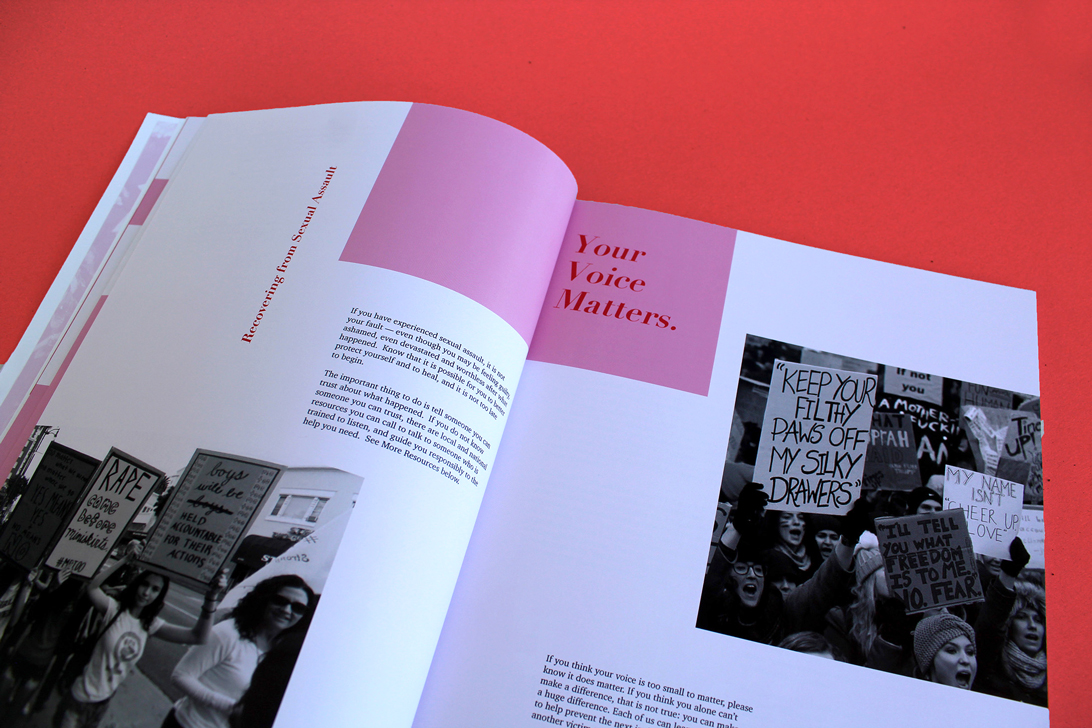 Recovering from Sexual Assault
If you have experienced sexual assault, it is not
your fault — even though you may be feeling guilty,
ashamed, even devastated and worthless after what
happened. Know that it is possible for you to better
protect yourself and to heal, and it is not too late
to begin.
The important thing to do is tell someone you can
trust about what happened. If you do not know
someone you can trust, there are local and national
resources you can call to talk to someone who is
trained to listen, and guide you responsibly to the
help you need. See More Resources below.
RAPE
came
before
miniskirts
boys
will be
boys
HELD
ACCOUNTABLE
FOR THEIR
ACTIONS
Your
Voice
Matters.
"KEEP YOUR
FILTHY
PAWS OFF
MY SILKY
DRAWERS"
If
not
you
A MOTHER
MY NAME
ISN'T
"CHEER UP
LOVE"
"I'LL TELL
YOU WHAT
FREEDOM
IS TO ME:
NO FEAR"
If you think your voice is too small to matter, please
know it does matter. If you think you alone can't
make a difference, that is not true: you can make
a huge difference. Each of us can
to help prevent the next
another